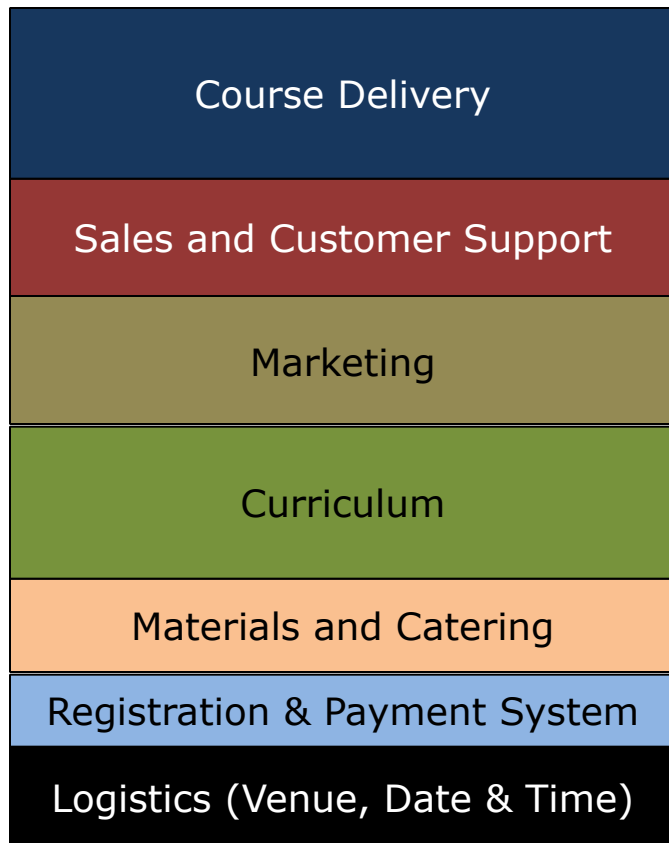 Course Delivery
Sales and Customer Support
Marketing
Curriculum
Materials and Catering
Registration & Payment System
Logistics (Venue, Date & Time)